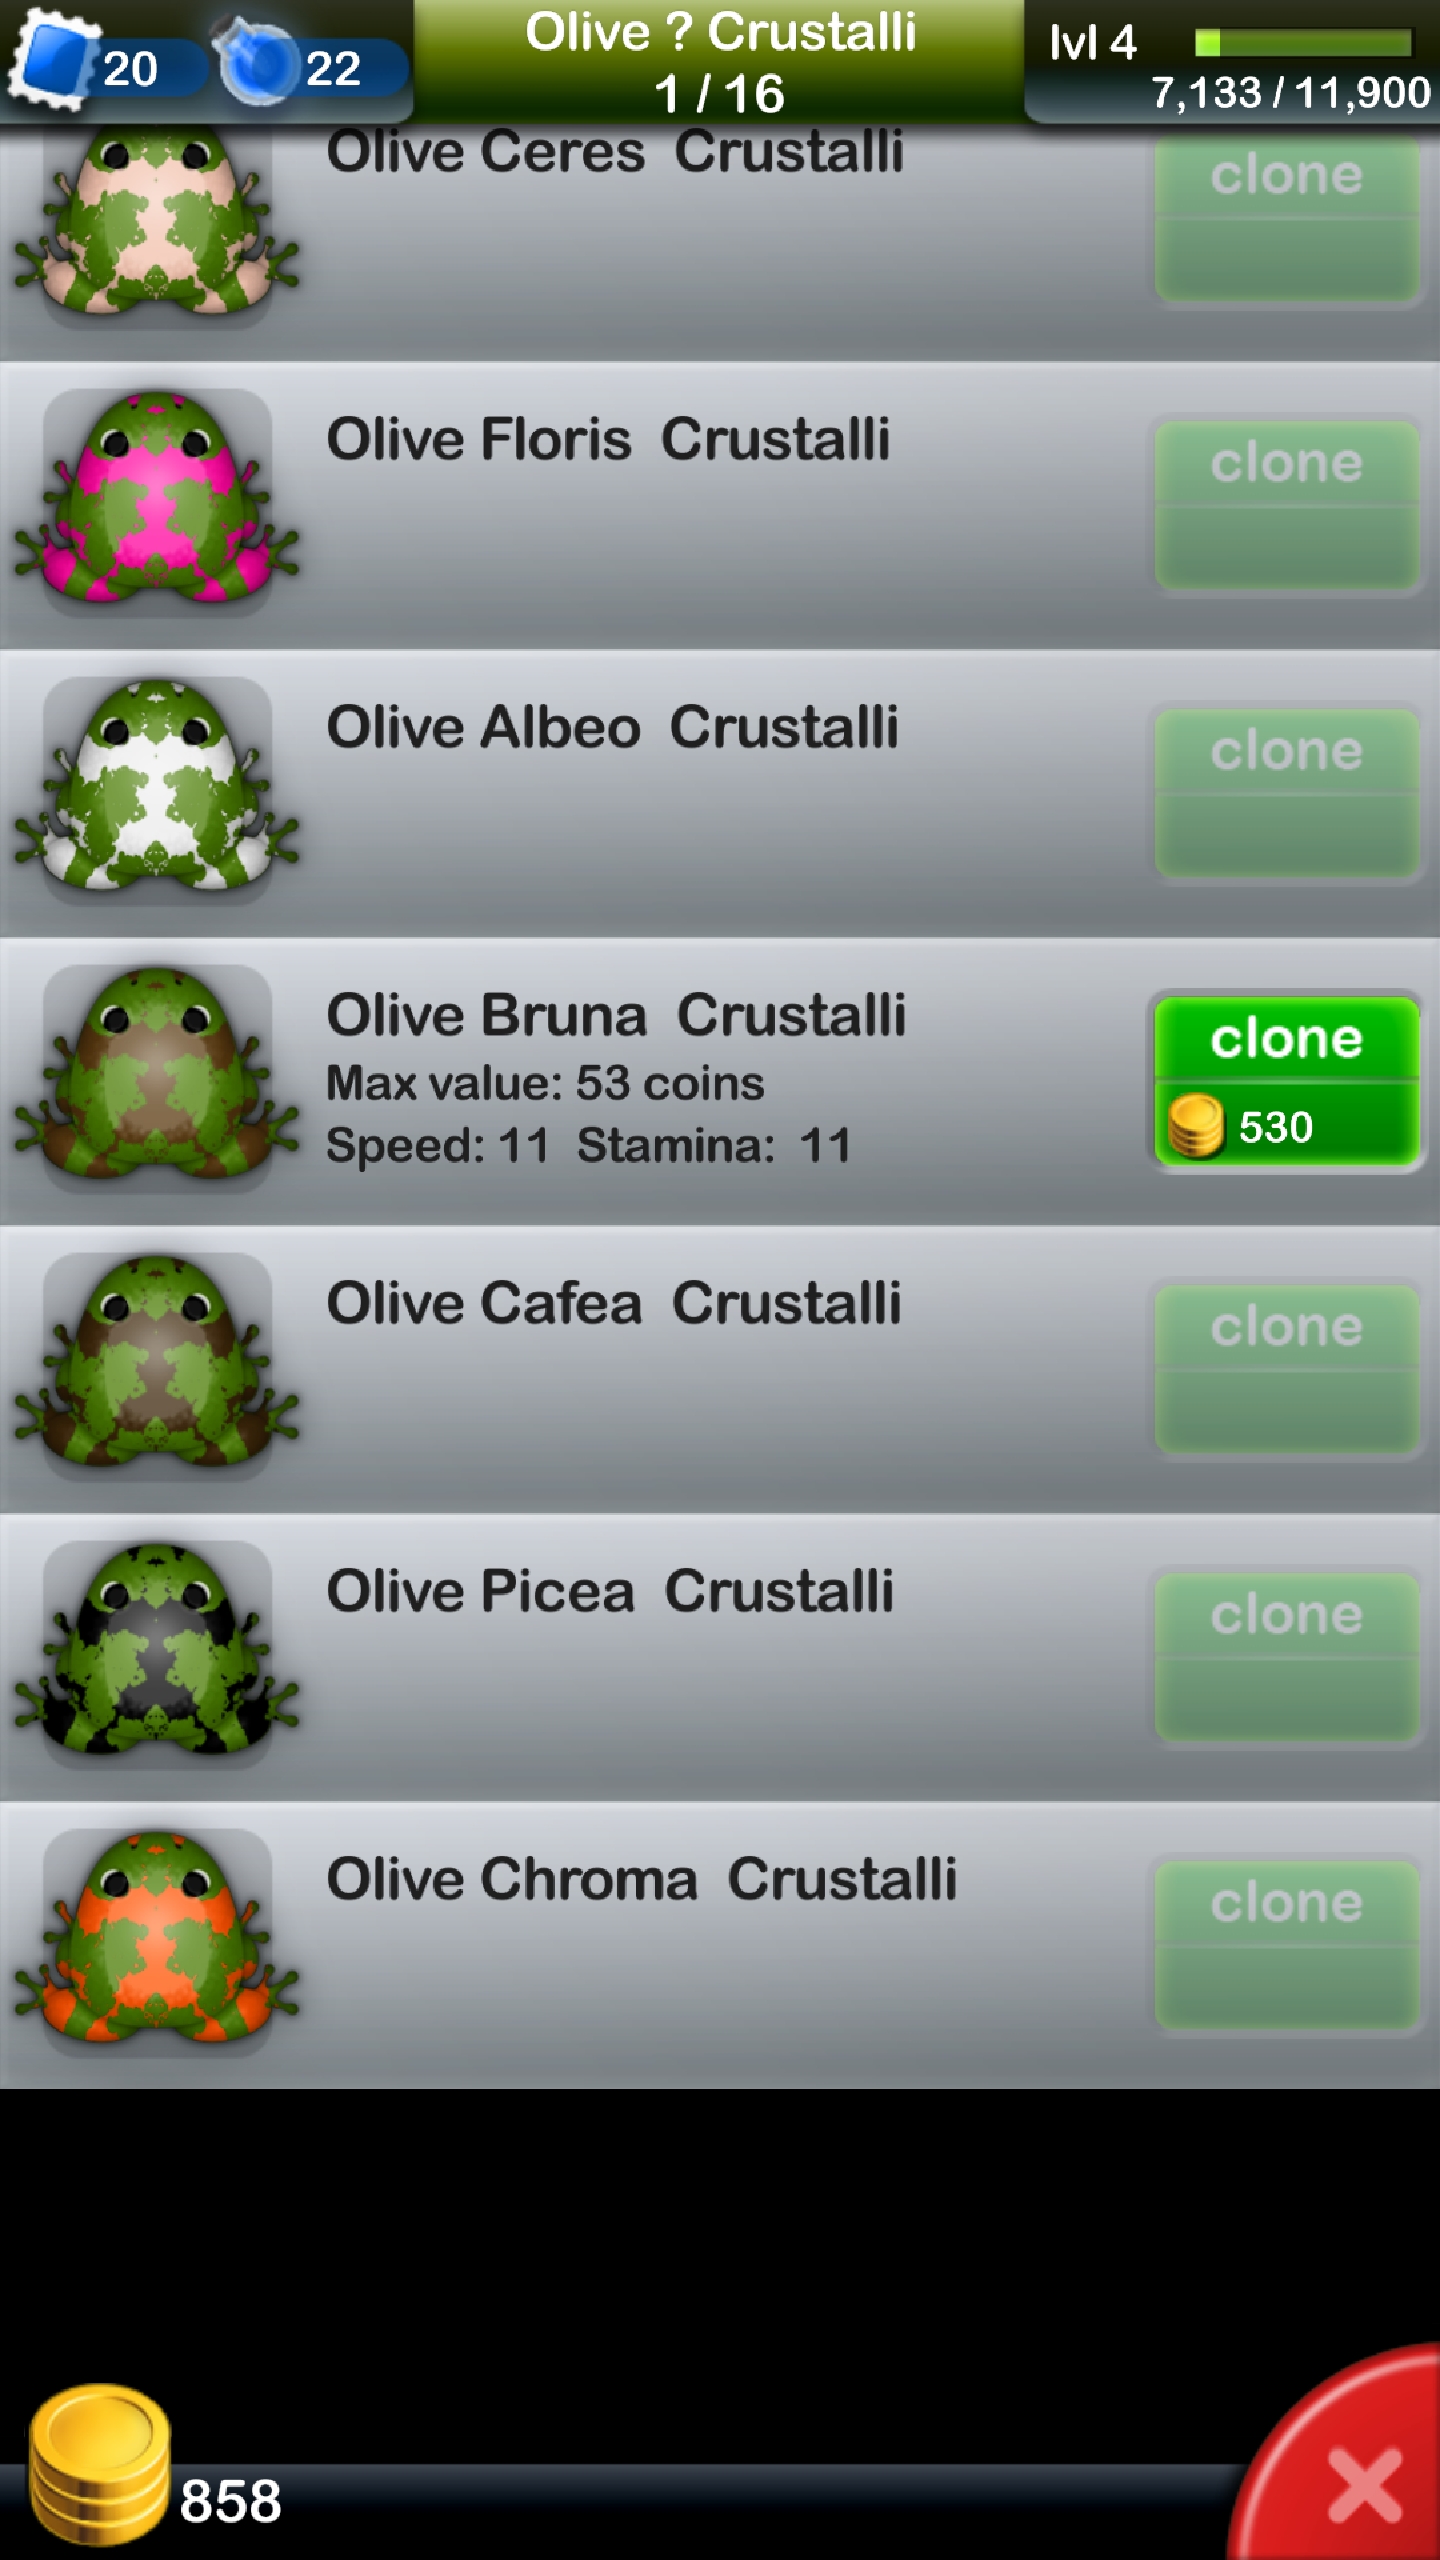 20
22
Olive ? Crustalli
1 / 16
lvl 4
7,133 / 11,900
Olive Ceres Crustalli
clone
Olive Floris Crustalli
clone
Olive Albeo Crustalli
clone
Olive Bruna Crustalli
Max value: 53 coins
Speed: 11 Stamina: 11
clone
530
Olive Cafea Crustalli
clone
Olive Picea Crustalli
clone
Olive Chroma Crustalli
clone
858